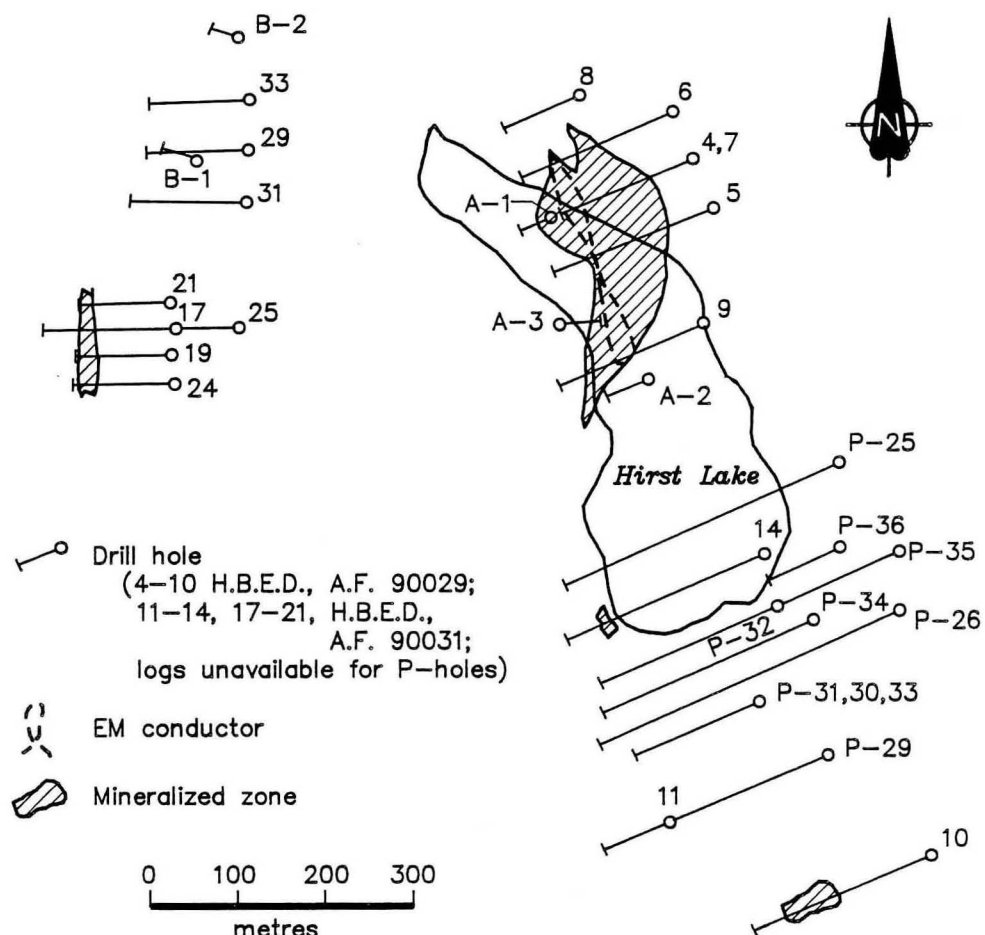 B-2
33
29
B-1
31
21
17
25
19
24
8
6
4,7
A-1
5
A-3
9
A-2
N
Hirst Lake
P-25
14
P-36
P-35
P-34
P-32
P-26
P-31,30,33
P-29
11
10
Drill hole
(4-10 H.B.E.D., A.F. 90029;
11-14, 17-21, H.B.E.D.,
A.F. 90031;
logs unavailable for P-holes)
EM conductor
Mineralized zone
0 100 200 300
metres